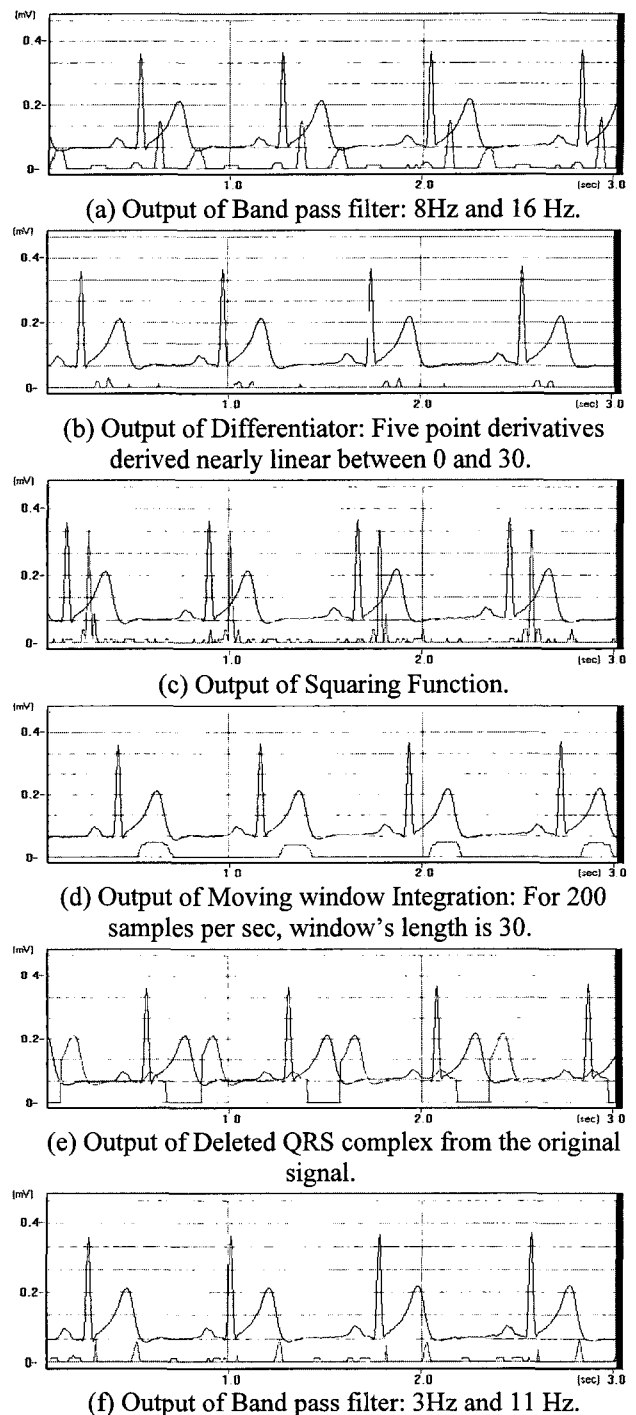 (mV)
0.4-
0.2-
0-
1.0 2.0 (sec) 3.0
(a) Output of Band pass filter: 8Hz and 16 Hz.
(mV)
0.4-
0.2-
0-
1.0 2.0 (sec) 3.0
(b) Output of Differentiator: Five point derivatives
derived nearly linear between 0 and 30.
(mV)
0.4-
0.2-
0-
1.0 2.0 (sec) 3.0
(c) Output of Squaring Function.
(mV)
0.4-
0.2-
0-
1.0 2.0 (sec) 3.0
(d) Output of Moving window Integration: For 200
samples per sec, window's length is 30.
(mV)
0.4-
0.2-
0-
1.0 2.0 (sec) 3.0
(e) Output of Deleted QRS complex from the original
signal.
(mV)
0.4-
0.2-
0-
1.0 2.0 (sec) 3.0
(f) Output of Band pass filter: 3Hz and 11 Hz.